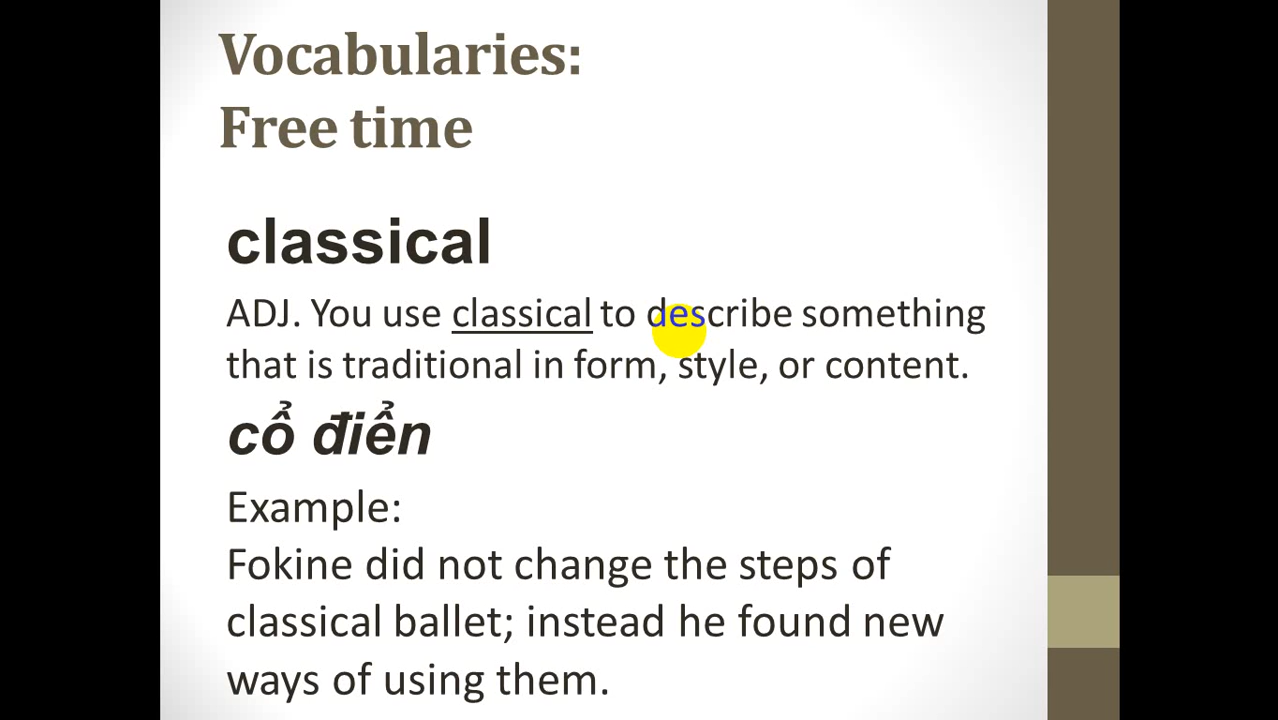 Vocabularies:
Free time
classical
ADJ. You use classical to describe something
that is traditional in form, style, or content.
cổ điển
Example:
Fokine did not change the steps of
classical ballet; instead he found new
ways of using them.